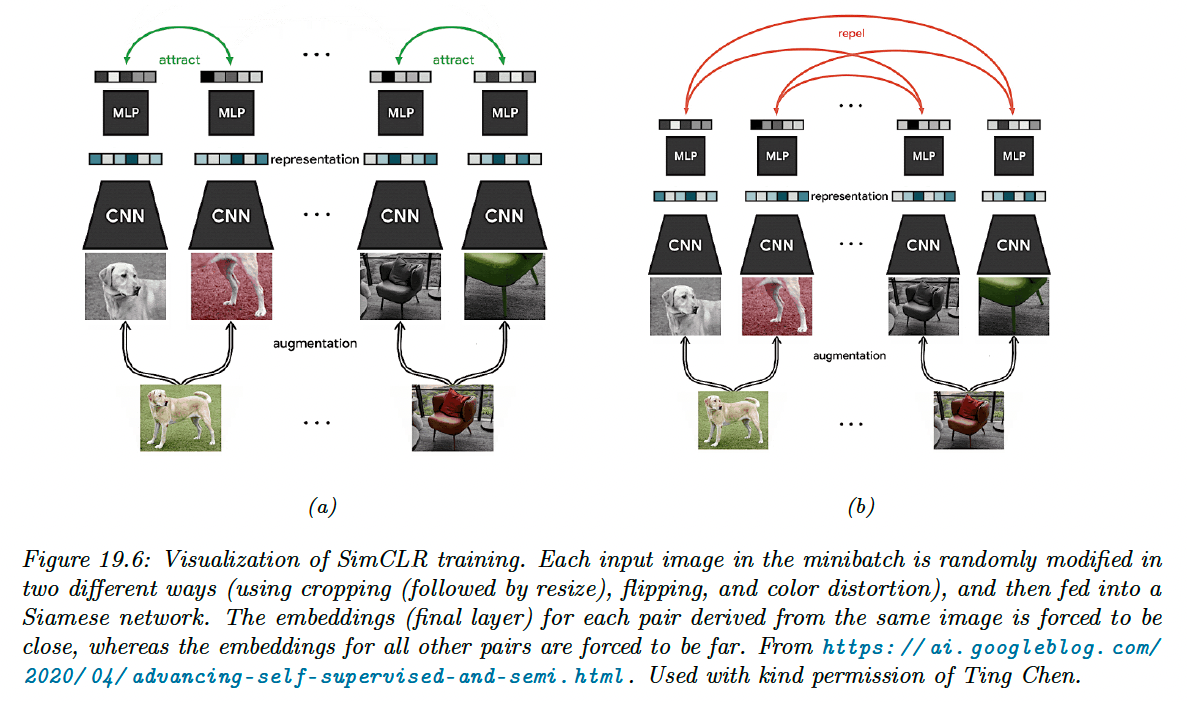 attract
...
attract
MLP
MLP
MLP
MLP
representation
CNN
CNN
...
CNN
CNN
augmentation
...
(a)
repel
...
MLP
MLP
MLP
MLP
representation
CNN
CNN
...
CNN
CNN
augmentation
...
(b)
Figure 19.6: Visualization of SimCLR training. Each input image in the minibatch is randomly modified in
two different ways (using cropping (followed by resize), flipping, and color distortion), and then fed into a
Siamese network. The embeddings (final layer) for each pair derived from the same image is forced to be
close, whereas the embeddings for all other pairs are forced to be far. From https://ai.googleblog.com/
2020/04/advancing-self-supervised-and-semi.html. Used with kind permission of Ting Chen.